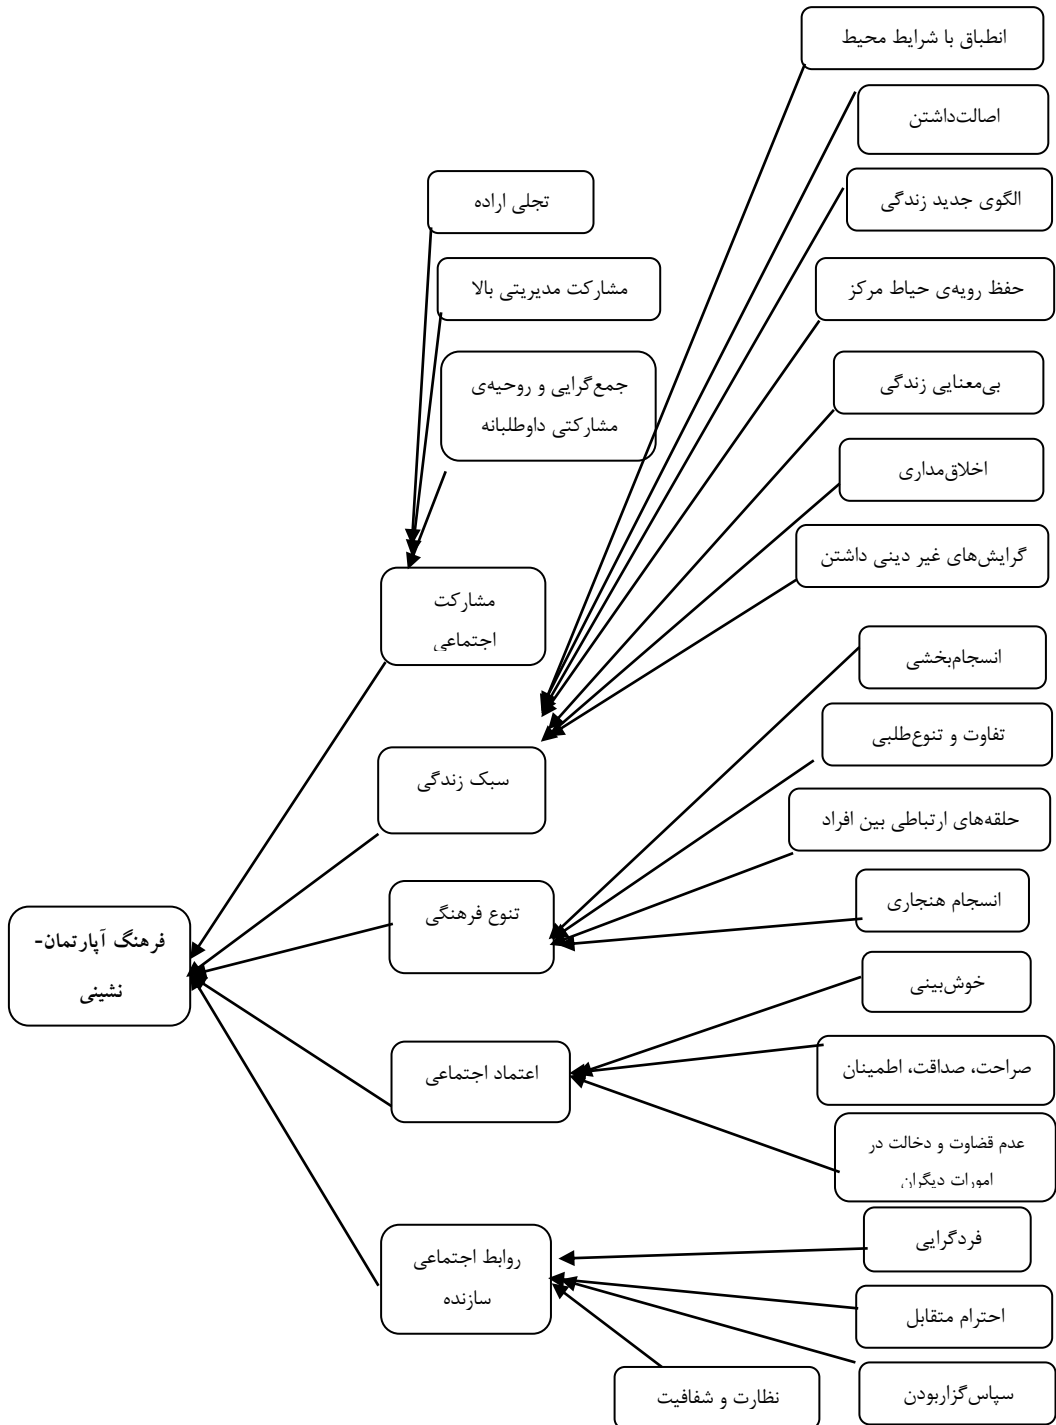 انطباق با شرایط محیط
اصالت‌داشتن
تجلی اراده
الگوی جدید زندگی
مشارکت مدیریتی بالا
حفظ رویه‌ی حیاط مرکز
جمع‌گرایی و روحیه‌ی
مشارکتی داوطلبانه
بی‌معنایی زندگی
اخلاق‌مداری
گرایش‌های غیر دینی داشتن
مشارکت
اجتماعی
انسجام‌بخشی
تفاوت و تنوع‌طلبی
سبک زندگی
حلقه‌های ارتباطی بین افراد
تنوع فرهنگی
انسجام هنجاری
فرهنگ آپارتمان-
نشینی
خوش‌بینی
اعتماد اجتماعی
صراحت، صداقت، اطمینان
عدم قضاوت و دخالت در
امورات دیگران
روابط اجتماعی
سازنده
فردگرایی
احترام متقابل
سپاس‌گزاربودن
نظارت و شفافیت